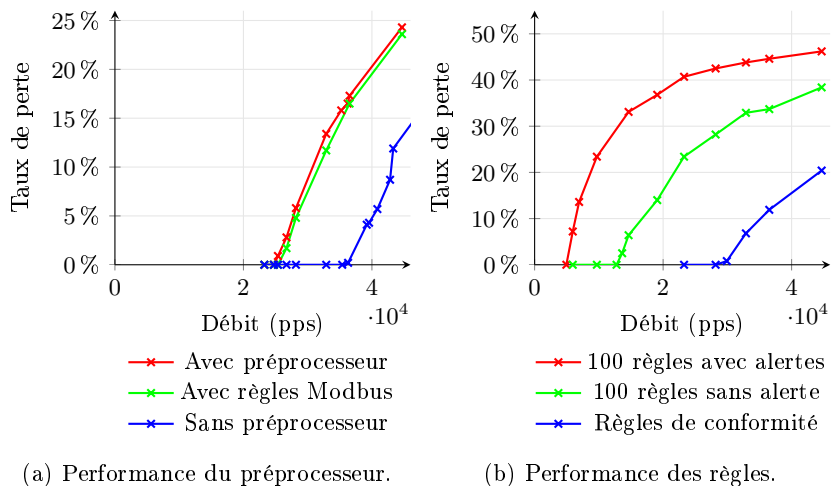 25 %
20 %
15 %
10 %
5 %
0 %
Taux de perte
0
2
4
·10⁴
Débit (pps)
Avec préprocesseur
Avec règles Modbus
Sans préprocesseur
(a) Performance du préprocesseur.
50 %
40 %
30 %
20 %
10 %
0 %
Taux de perte
0
2
4
·10⁴
Débit (pps)
100 règles avec alertes
100 règles sans alerte
Règles de conformité
(b) Performance des règles.